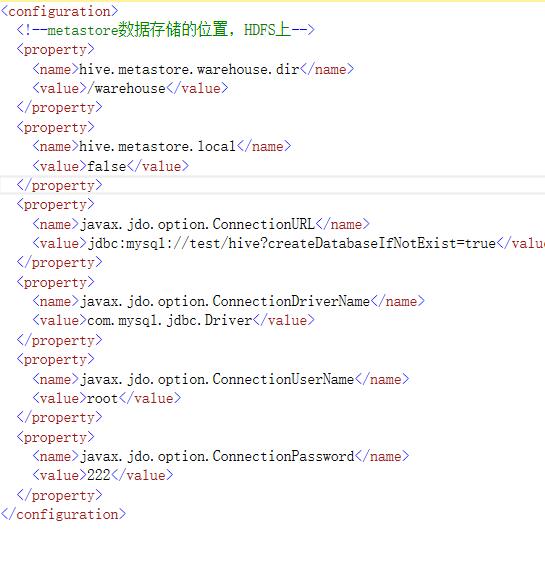 <configuration>
<!--metastore数据存储的位置，HDFS上-->
<property>
<name>hive.metastore.warehouse.dir</name>
<value>/warehouse</value>
</property>
<property>
<name>hive.metastore.local</name>
<value>false</value>
</property>
<property>
<name>javax.jdo.option.ConnectionURL</name>
<value>jdbc:mysql://test/hive?createDatabaseIfNotExist=true</valu
</property>
<property>
<name>javax.jdo.option.ConnectionDriverName</name>
<value>com.mysql.jdbc.Driver</value>
</property>
<property>
<name>javax.jdo.option.ConnectionUserName</name>
<value>root</value>
</property>
<property>
<name>javax.jdo.option.ConnectionPassword</name>
<value>222</value>
</property>
</configuration>